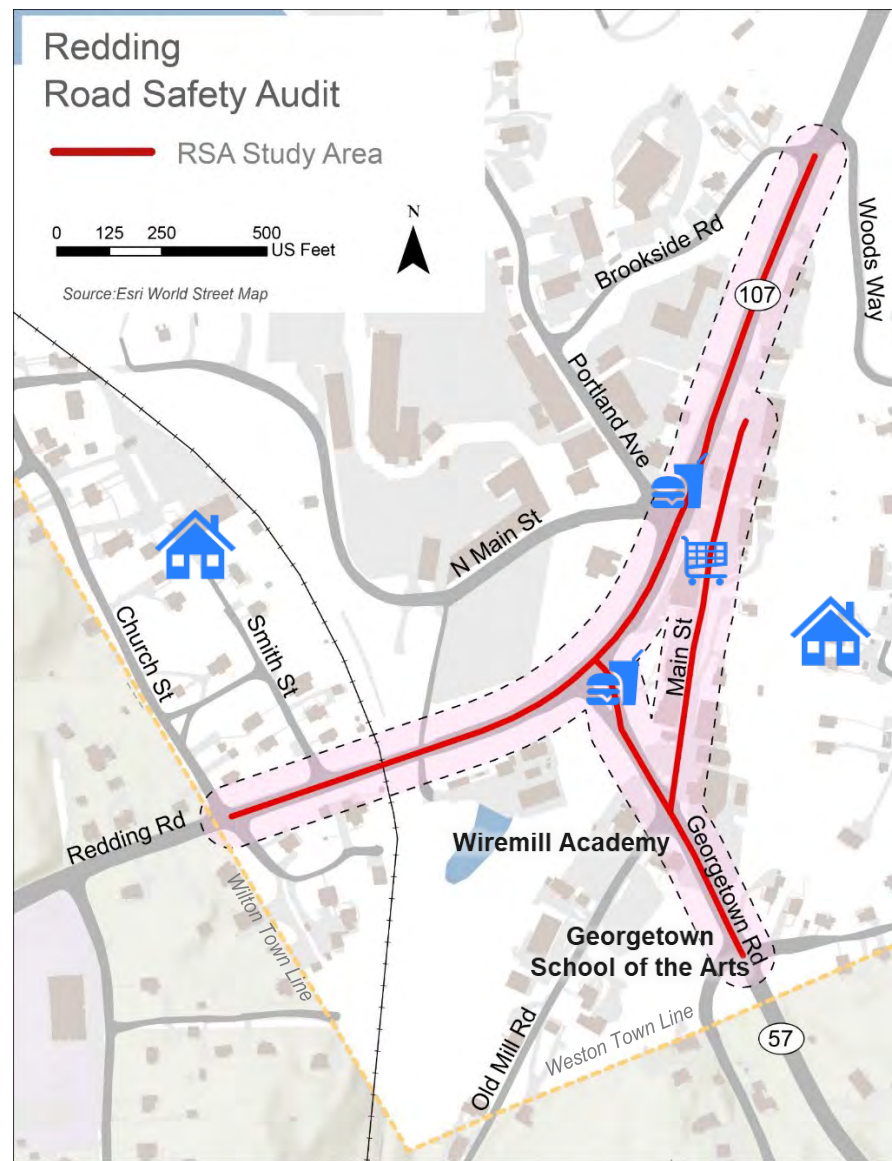 Redding
Road Safety Audit
RSA Study Area
0 125 250 500
US Feet
N
Source:Esri World Street Map
Brookside Rd
Woods Way
107
Portland Ave
N Main St
Church St
Smith St
Main St
Redding Rd
Wiremill Academy
Georgetown Rd
Wilton Town Line
Georgetown
School of the Arts
Old Mill Rd
Weston Town Line
57